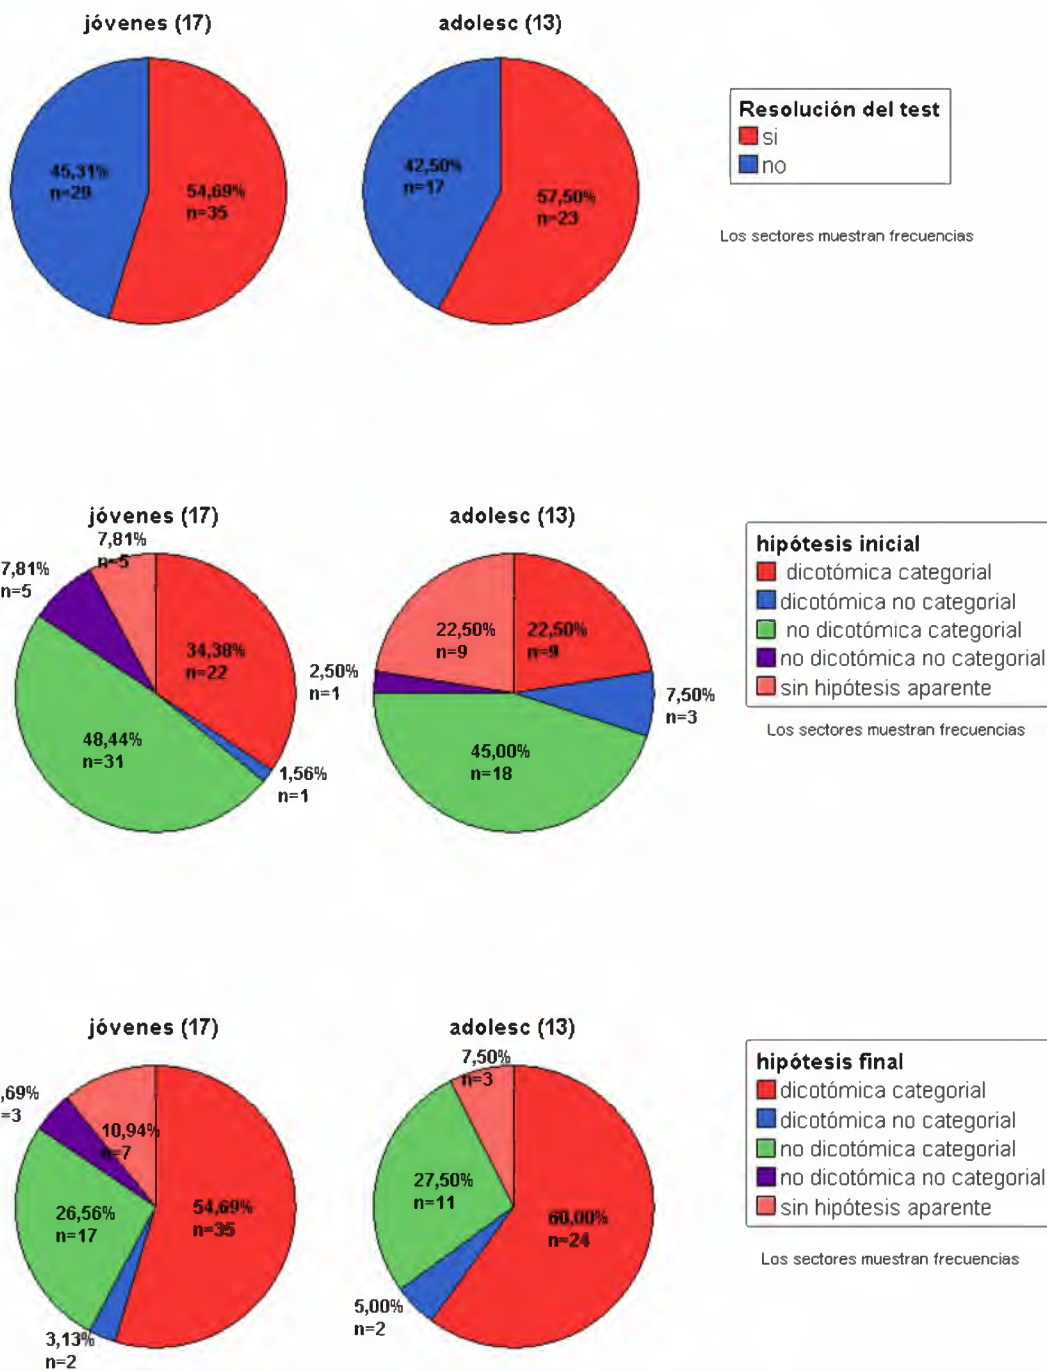 jóvenes (17)
adolesc (13)
45,31%
n=29
54,69%
n=35
42,50%
n=17
57,50%
n=23
Resolución del test
si
no
Los sectores muestran frecuencias
jóvenes (17)
adolesc (13)
7,81%
n=5
7,81%
n=5
34,38%
n=22
48,44%
n=31
1,56%
n=1
22,50%
n=9
22,50%
n=9
2,50%
n=1
7,50%
n=3
45,00%
n=18
hipótesis inicial
dicotómica categorial
dicotómica no categorial
no dicotómica categorial
no dicotómica no categorial
sin hipótesis aparente
Los sectores muestran frecuencias
jóvenes (17)
adolesc (13)
,69%
=3
10,94%
n=7
26,56%
n=17
54,69%
n=35
3,13%
n=2
7,50%
n=3
27,50%
n=11
60,00%
n=24
5,00%
n=2
hipótesis final
dicotómica categorial
dicotómica no categorial
no dicotómica categorial
no dicotómica no categorial
sin hipótesis aparente
Los sectores muestran frecuencias